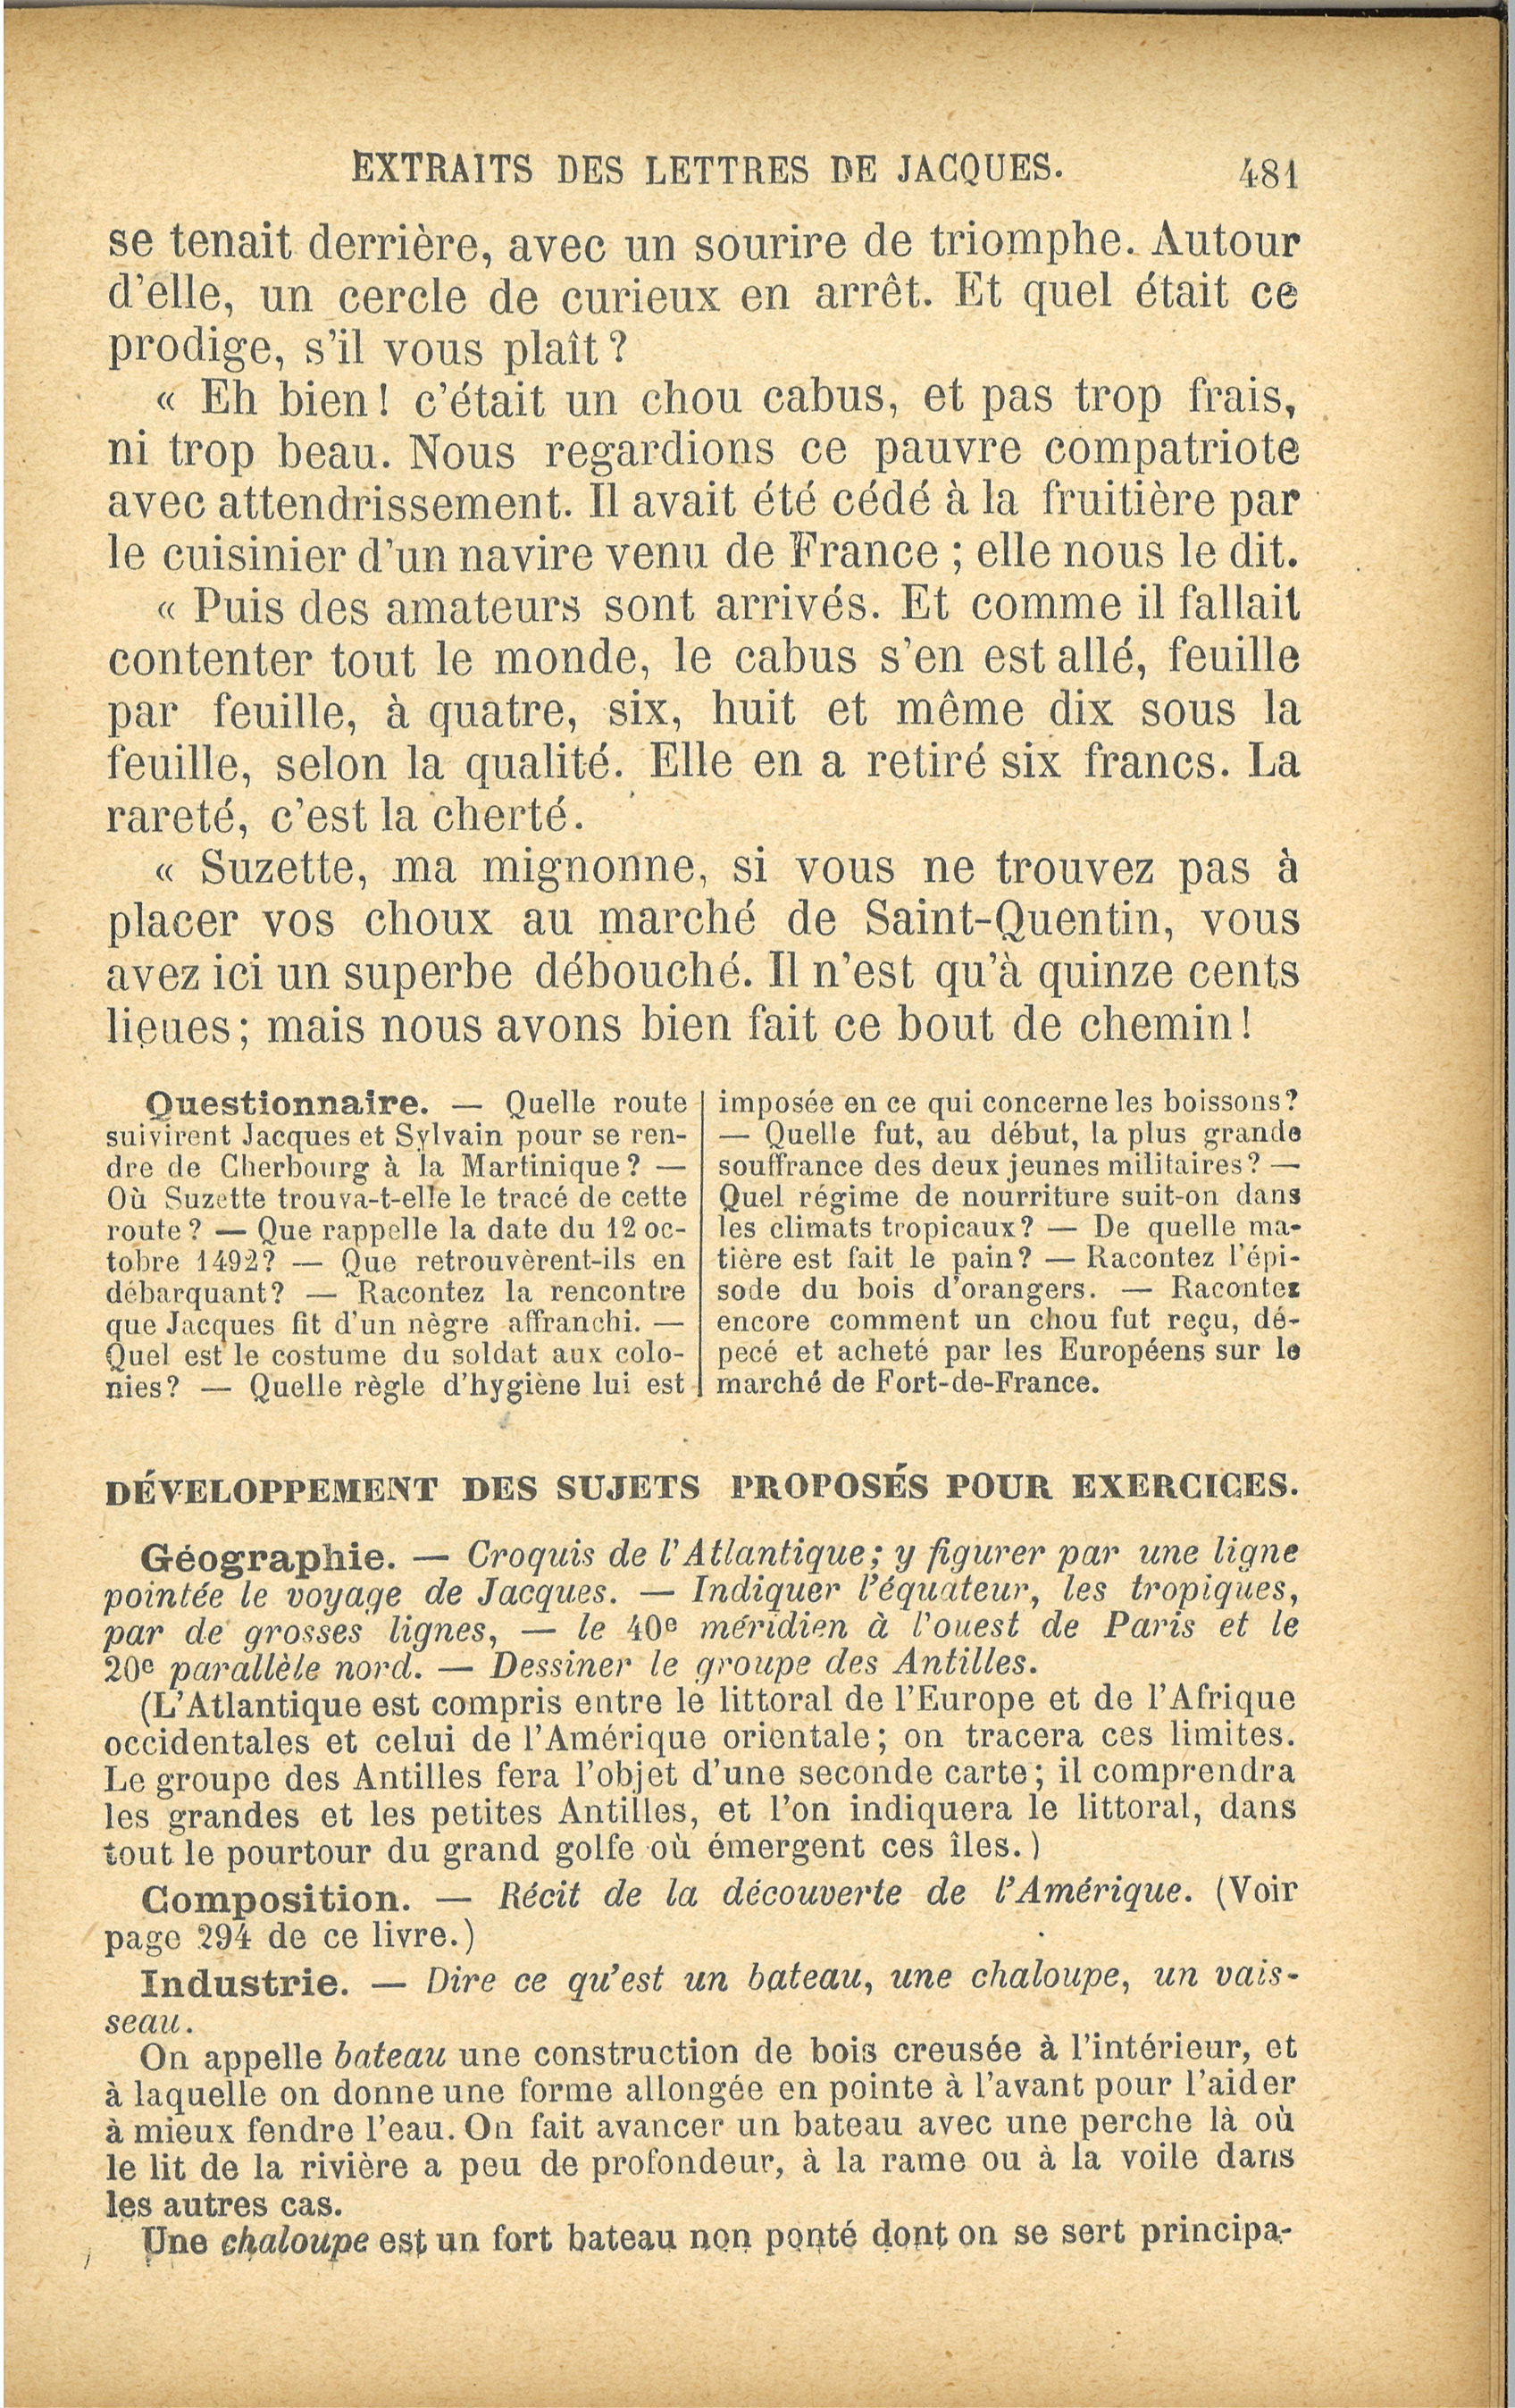 EXTRAITS DES LETTRES DE JACQUES. 481
se tenait derrière, avec un sourire de triomphe. Autour
d'elle, un cercle de curieux en arrêt. Et quel était ce
prodige, s'il vous plaît ?
« Eh bien ! c'était un chou cabus, et pas trop frais,
ni trop beau. Nous regardions ce pauvre compatriote
avec attendrissement. Il avait été cédé à la fruitière par
le cuisinier d'un navire venu de France ; elle nous le dit.
« Puis des amateurs sont arrivés. Et comme il fallait
contenter tout le monde, le cabus s'en est allé, feuille
par feuille, à quatre, six, huit et même dix sous la
feuille, selon la qualité. Elle en a retiré six francs. La
rareté, c'est la cherté.
« Suzette, ma mignonne, si vous ne trouvez pas à
placer vos choux au marché de Saint-Quentin, vous
avez ici un superbe débouché. Il n'est qu'à quinze cents
lieues ; mais nous avons bien fait ce bout de chemin !
Questionnaire. — Quelle route
suivirent Jacques et Sylvain pour se ren-
dre de Cherbourg à la Martinique ? —
Où Suzette trouva-t-elle le tracé de cette
route ? — Que rappelle la date du 12 oc-
tobre 1492 ? — Que retrouvèrent-ils en
débarquant ? — Racontez la rencontre
que Jacques fit d'un nègre affranchi. —
Quel est le costume du soldat aux colo-
nies ? — Quelle règle d'hygiène lui est
imposée en ce qui concerne les boissons ?
— Quelle fut, au début, la plus grande
souffrance des deux jeunes militaires ? —
Quel régime de nourriture suit-on dans
les climats tropicaux ? — De quelle ma-
tière est fait le pain ? — Racontez l'épi-
sode du bois d'orangers. — Racontez
encore comment un chou fut reçu, dé-
pecé et acheté par les Européens sur le
marché de Fort-de-France.
DÉVELOPPEMENT DES SUJETS PROPOSÉS POUR EXERCICES.
Géographie. — Croquis de l'Atlantique ; y figurer par une ligne
pointée le voyage de Jacques. — Indiquer l'équateur, les tropiques,
par de grosses lignes, — le 40e méridien à l'ouest de Paris et le
20e parallèle nord. — Dessiner le groupe des Antilles.
(L'Atlantique est compris entre le littoral de l'Europe et de l'Afrique
occidentales et celui de l'Amérique orientale ; on tracera ces limites.
Le groupe des Antilles fera l'objet d'une seconde carte ; il comprendra
les grandes et les petites Antilles, et l'on indiquera le littoral, dans
tout le pourtour du grand golfe où émergent ces îles.)
Composition. — Récit de la découverte de l'Amérique. (Voir
page 294 de ce livre.)
Industrie. — Dire ce qu'est un bateau, une chaloupe, un vais-
seau.
On appelle bateau une construction de bois creusée à l'intérieur, et
à laquelle on donne une forme allongée en pointe à l'avant pour l'aider
à mieux fendre l'eau. On fait avancer un bateau avec une perche là où
le lit de la rivière a peu de profondeur, à la rame ou à la voile dans
les autres cas.
Une chaloupe est un fort bateau non ponté dont on se sert principa-